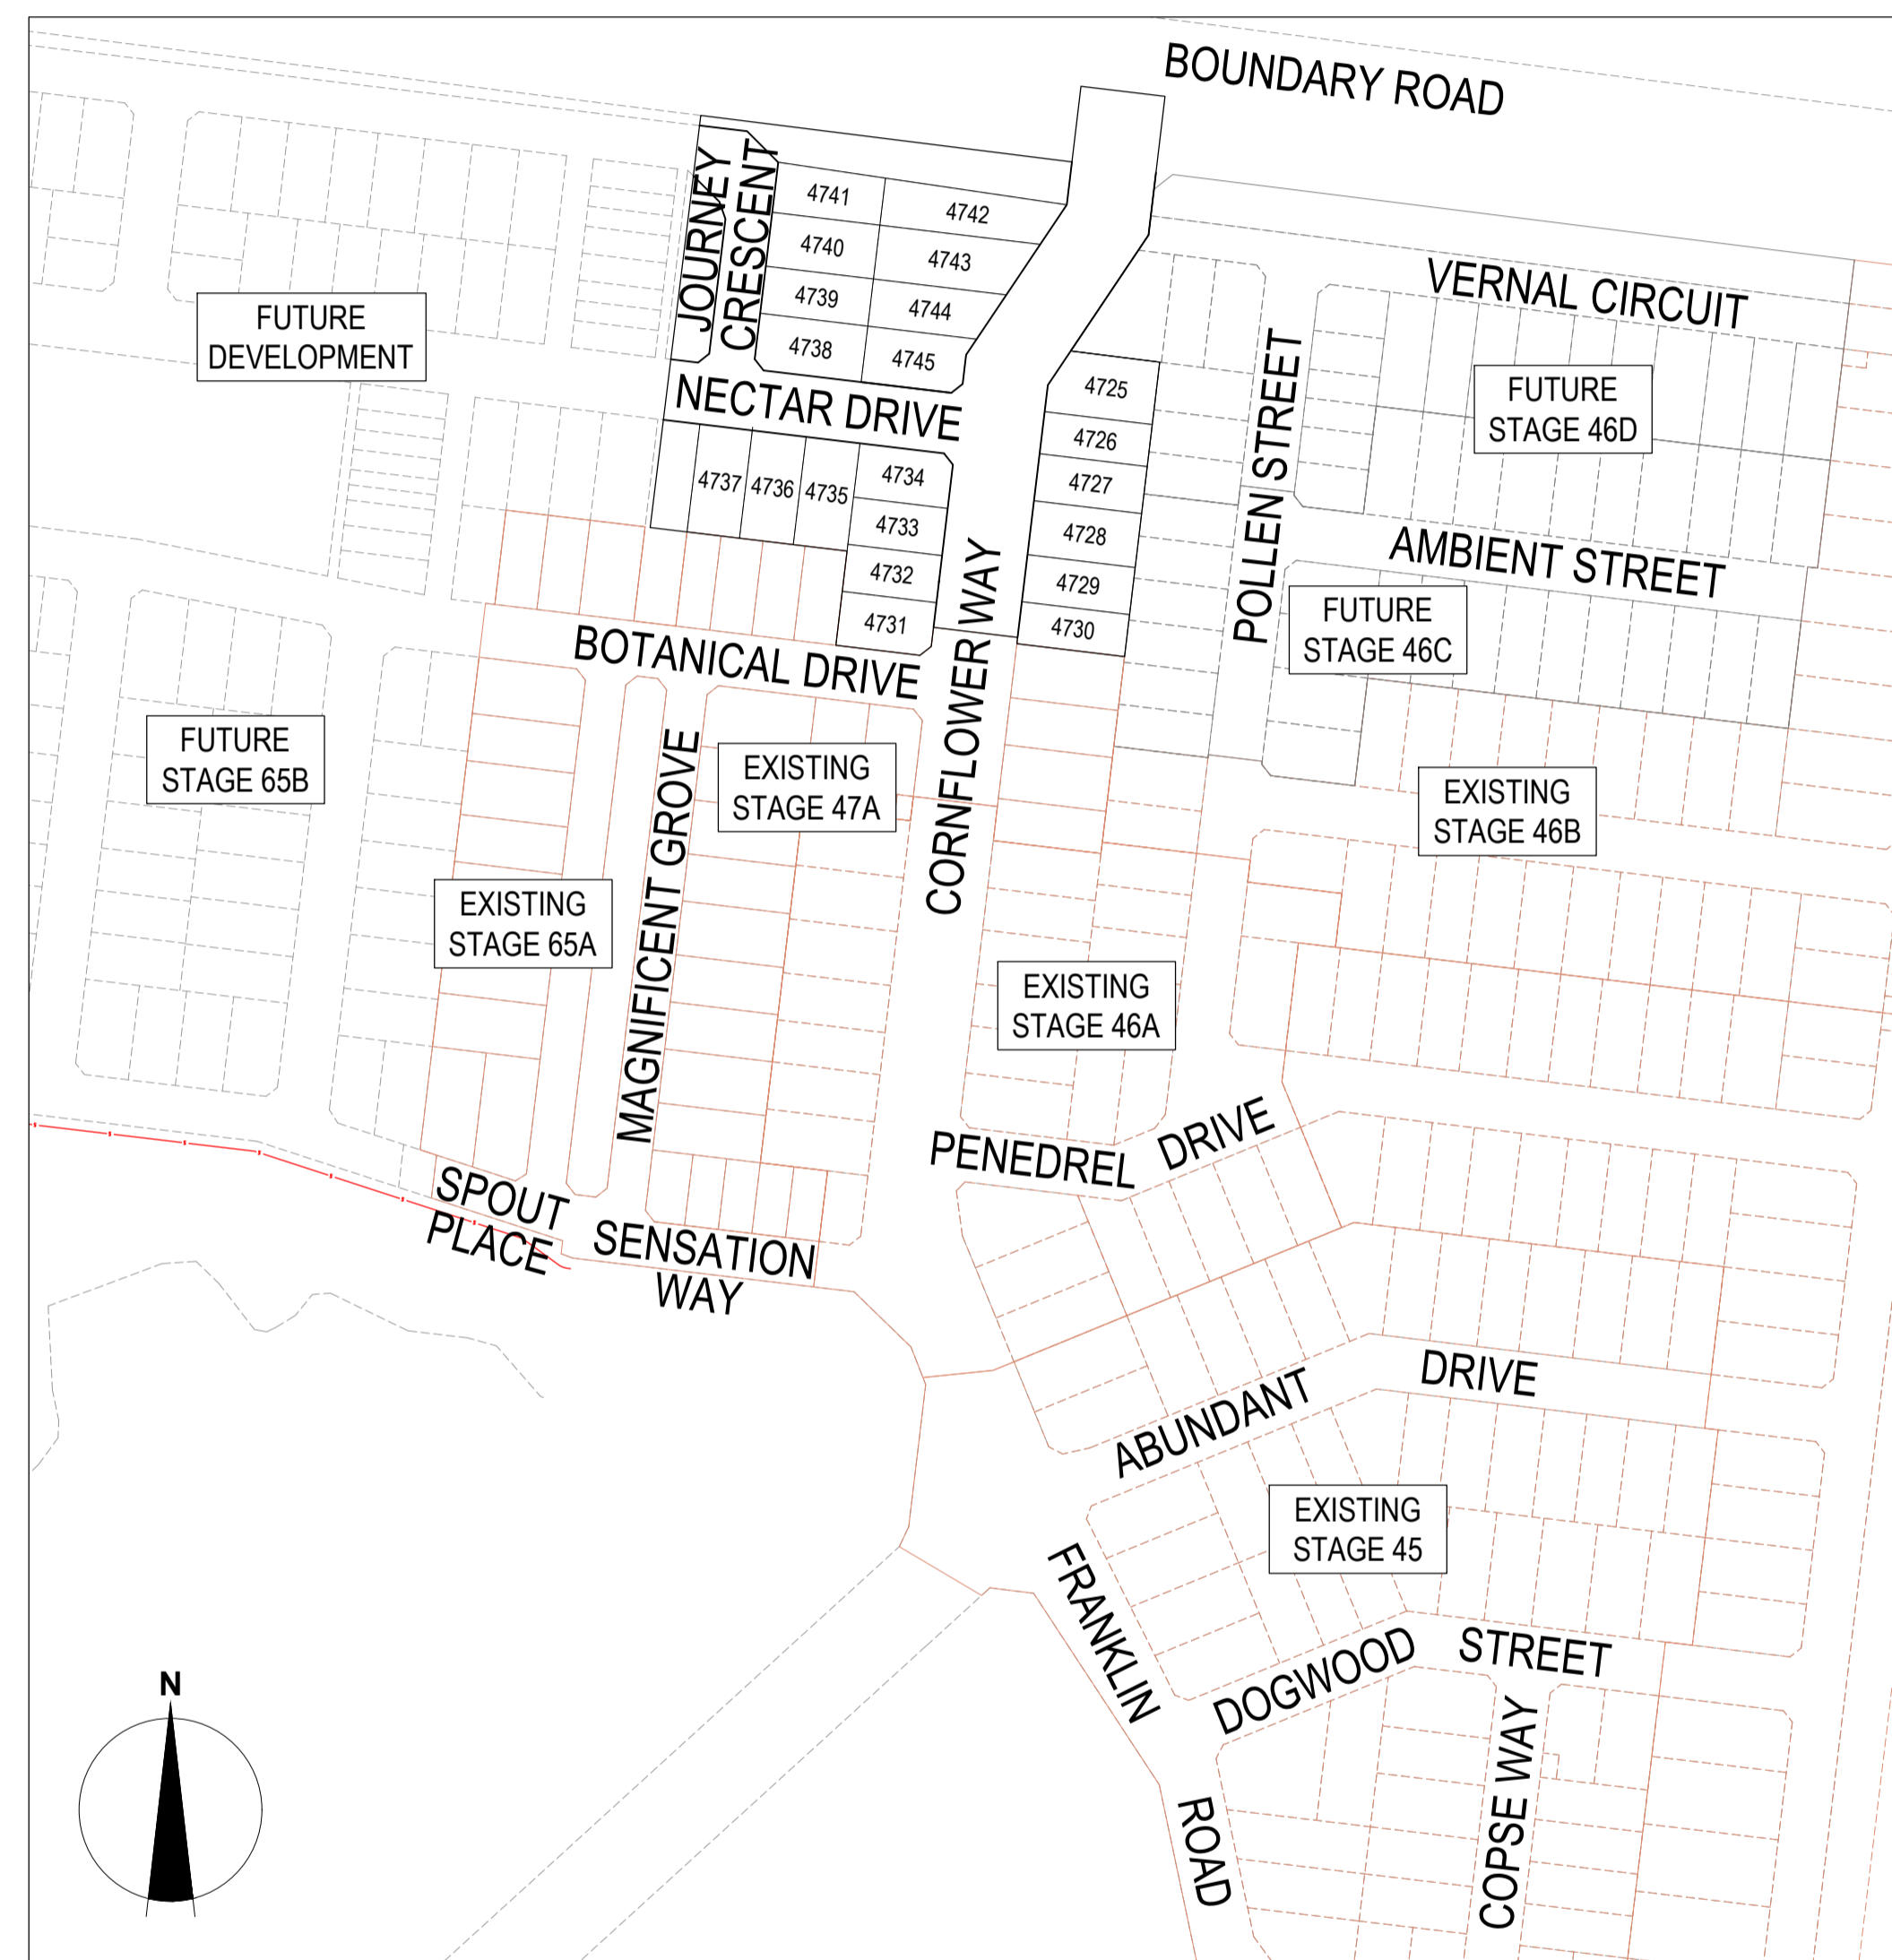 BOUNDARY ROAD
JOURNEY
CRESCENT
4741
4742
4740
4743
4739
4744
4738
4745
VERNAL CIRCUIT
FUTURE
DEVELOPMENT
NECTAR DRIVE
4725
4726
4727
4728
4729
4730
POLLEN STREET
FUTURE
STAGE 46D
4737
4736
4735
4734
4733
4732
4731
AMBIENT STREET
FUTURE
STAGE 46C
BOTANICAL DRIVE
CORNFLOWER WAY
FUTURE
STAGE 65B
MAGNIFICENT GROVE
EXISTING
STAGE 47A
EXISTING
STAGE 46B
EXISTING
STAGE 65A
EXISTING
STAGE 46A
PENEDREL DRIVE
SPOUT
PLACE
SENSATION
WAY
ABUNDANT DRIVE
EXISTING
STAGE 45
FRANKLIN ROAD
DOGWOOD STREET
COPSE WAY
N